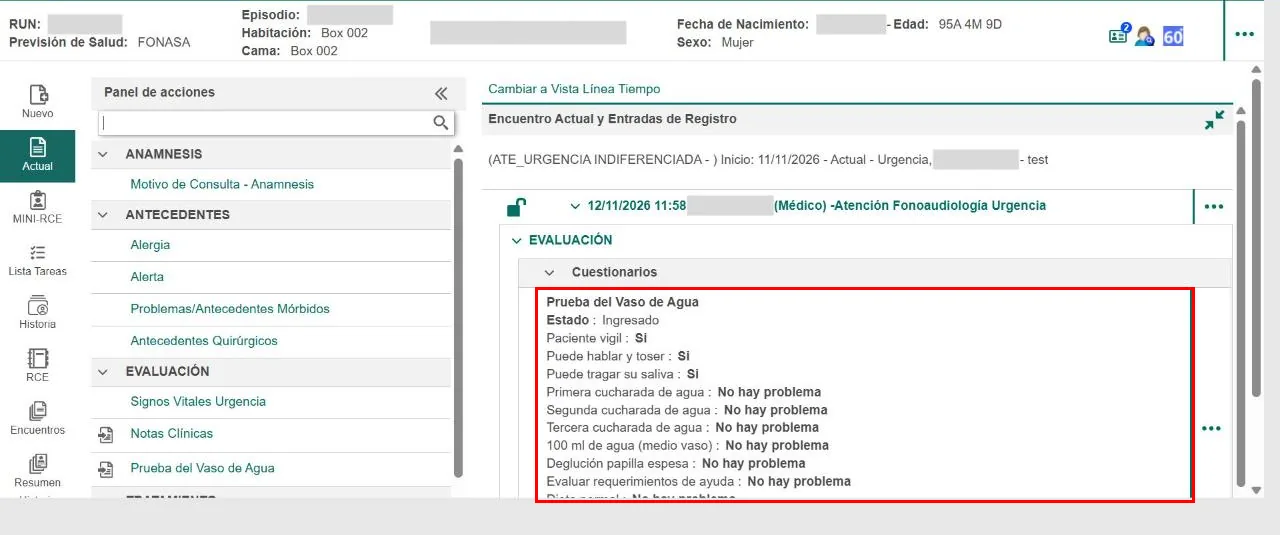 RUN:
Previsión de Salud: FONASA
Episodio:
Habitación: Box 002
Cama: Box 002
Fecha de Nacimiento: - Edad: 95A 4M 9D
Sexo: Mujer
2
60
Nuevo
Actual
MINI-RCE
Lista Tareas
Historia
RCE
Encuentros
Resumen
Panel de acciones
ANAMNESIS
Motivo de Consulta - Anamnesis
ANTECEDENTES
Alergia
Alerta
Problemas/Antecedentes Mórbidos
Antecedentes Quirúrgicos
EVALUACIÓN
Signos Vitales Urgencia
Notas Clínicas
Prueba del Vaso de Agua
TRATAMIENTO
Cambiar a Vista Línea Tiempo
Encuentro Actual y Entradas de Registro
(ATE_URGENCIA INDIFERENCIADA - ) Inicio: 11/11/2026 - Actual - Urgencia, - test
12/11/2026 11:58 (Médico) -Atención Fonoaudiología Urgencia
EVALUACIÓN
Cuestionarios
Prueba del Vaso de Agua
Estado : Ingresado
Paciente vigil : Si
Puede hablar y toser : Si
Puede tragar su saliva : Si
Primera cucharada de agua : No hay problema
Segunda cucharada de agua : No hay problema
Tercera cucharada de agua : No hay problema
100 ml de agua (medio vaso) : No hay problema
Deglución papilla espesa : No hay problema
Evaluar requerimientos de ayuda : No hay problema
Dieta normal : No hay problema